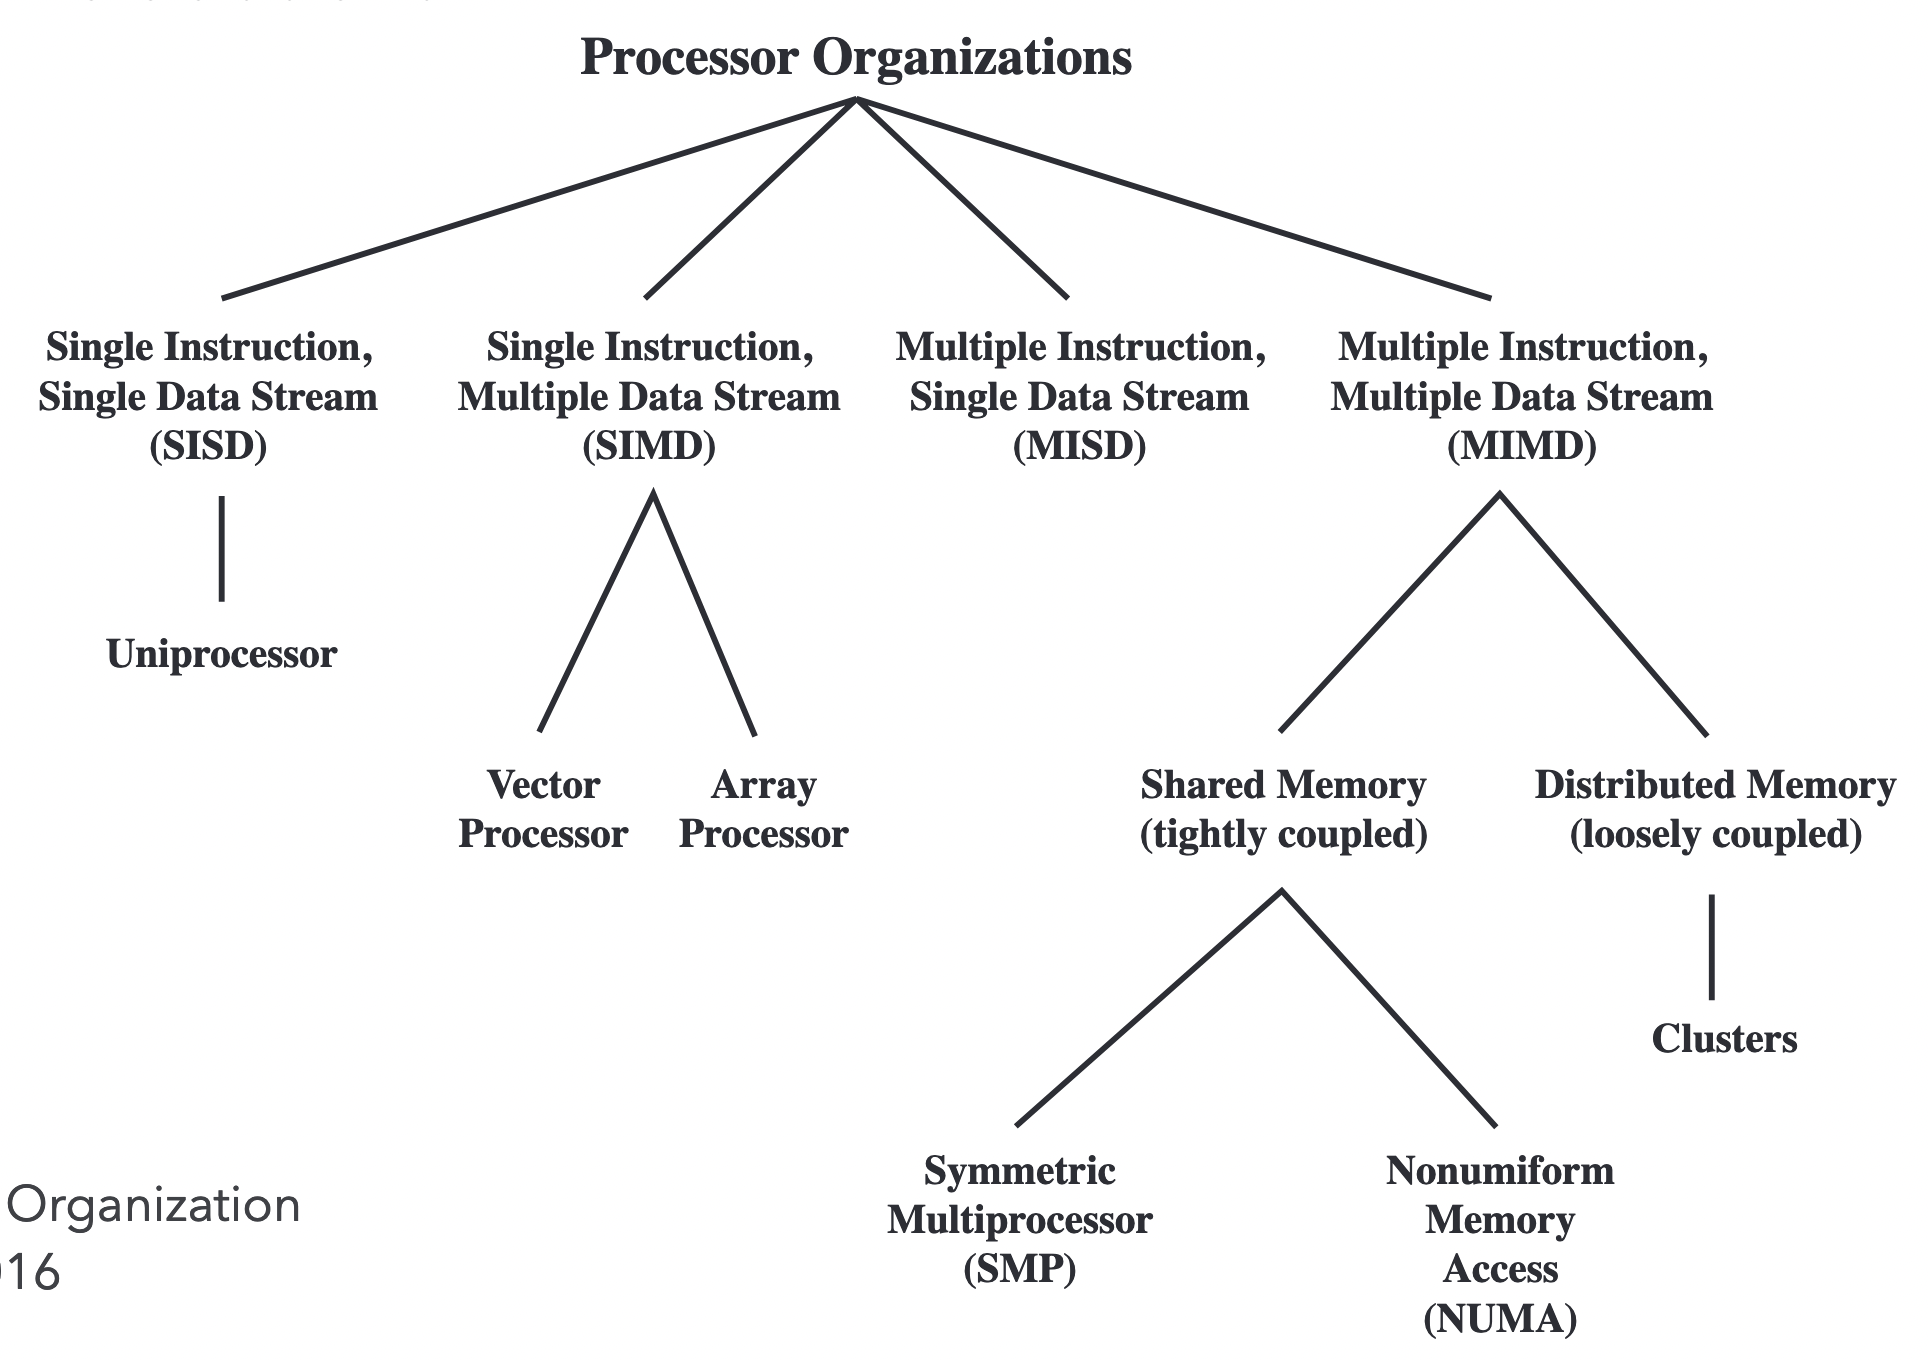 Processor Organizations
Single Instruction,
Single Data Stream
(SISD)
Single Instruction,
Multiple Data Stream
(SIMD)
Multiple Instruction,
Single Data Stream
(MISD)
Multiple Instruction,
Multiple Data Stream
(MIMD)
Uniprocessor
Vector
Processor
Array
Processor
Shared Memory
(tightly coupled)
Distributed Memory
(loosely coupled)
Clusters
Symmetric
Multiprocessor
(SMP)
Nonumiform
Memory
Access
(NUMA)
Organization
16